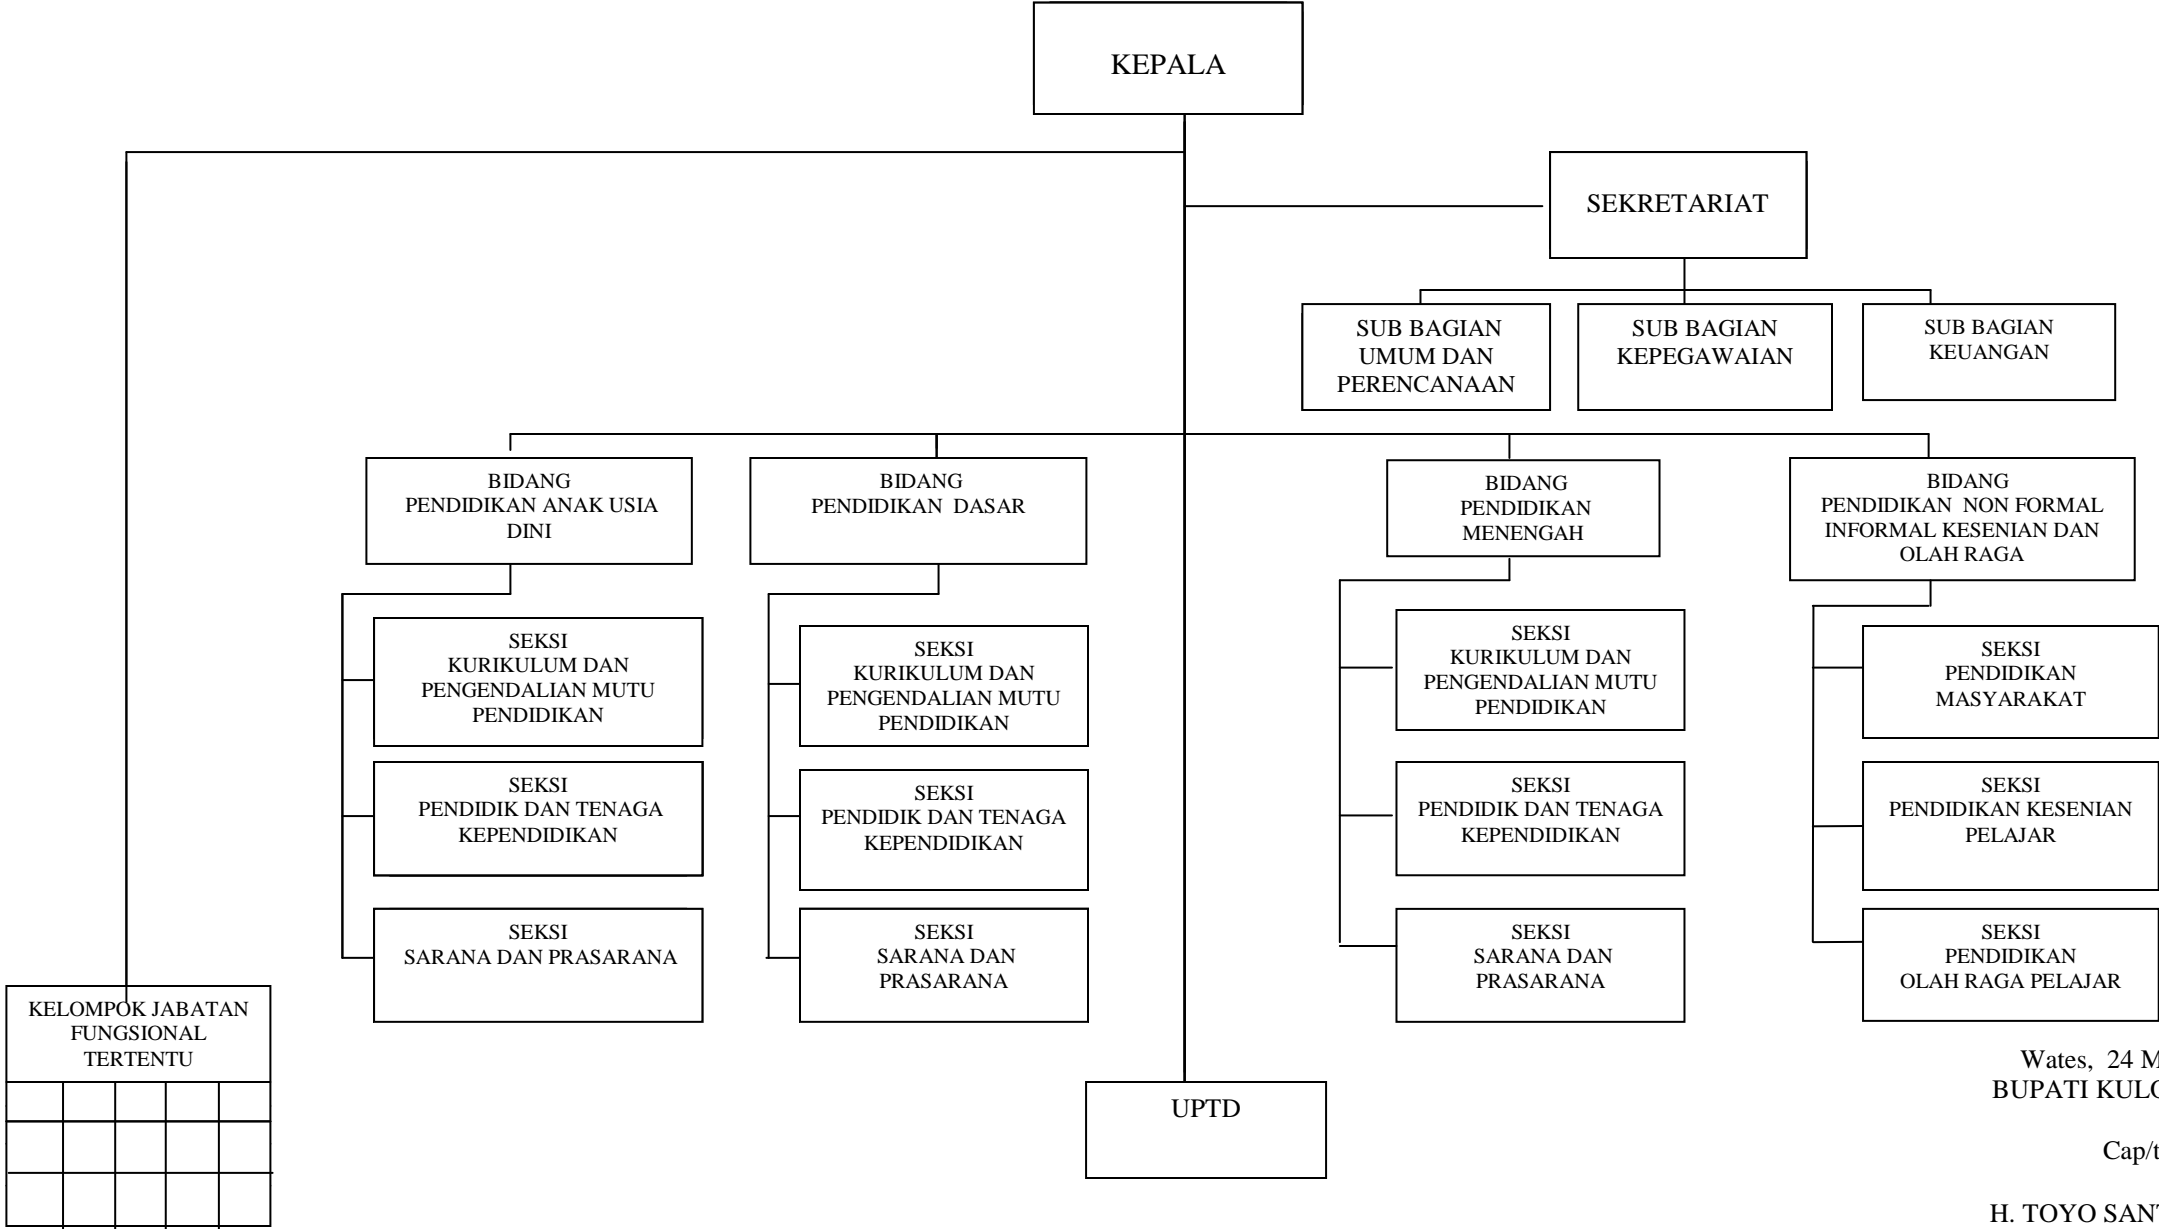 KEPALA
SEKRETARIAT
SUB BAGIAN
UMUM DAN
PERENCANAAN
SUB BAGIAN
KEPEGAWAIAN
SUB BAGIAN
KEUANGAN
BIDANG
PENDIDIKAN ANAK USIA
DINI
BIDANG
PENDIDIKAN DASAR
BIDANG
PENDIDIKAN
MENENGAH
BIDANG
PENDIDIKAN NON FORMAL
INFORMAL KESENIAN DAN
OLAH RAGA
SEKSI
KURIKULUM DAN
PENGENDALIAN MUTU
PENDIDIKAN
SEKSI
KURIKULUM DAN
PENGENDALIAN MUTU
PENDIDIKAN
SEKSI
KURIKULUM DAN
PENGENDALIAN MUTU
PENDIDIKAN
SEKSI
PENDIDIKAN
MASYARAKAT
SEKSI
PENDIDIK DAN TENAGA
KEPENDIDIKAN
SEKSI
PENDIDIK DAN TENAGA
KEPENDIDIKAN
SEKSI
PENDIDIK DAN TENAGA
KEPENDIDIKAN
SEKSI
PENDIDIKAN KESENIAN
PELAJAR
SEKSI
SARANA DAN PRASARANA
SEKSI
SARANA DAN
PRASARANA
SEKSI
SARANA DAN
PRASARANA
SEKSI
PENDIDIKAN
OLAH RAGA PELAJAR
KELOMPOK JABATAN
FUNGSIONAL
TERTENTU
UPTD
Wates, 24 M
BUPATI KULO
Cap/t
H. TOYO SANT